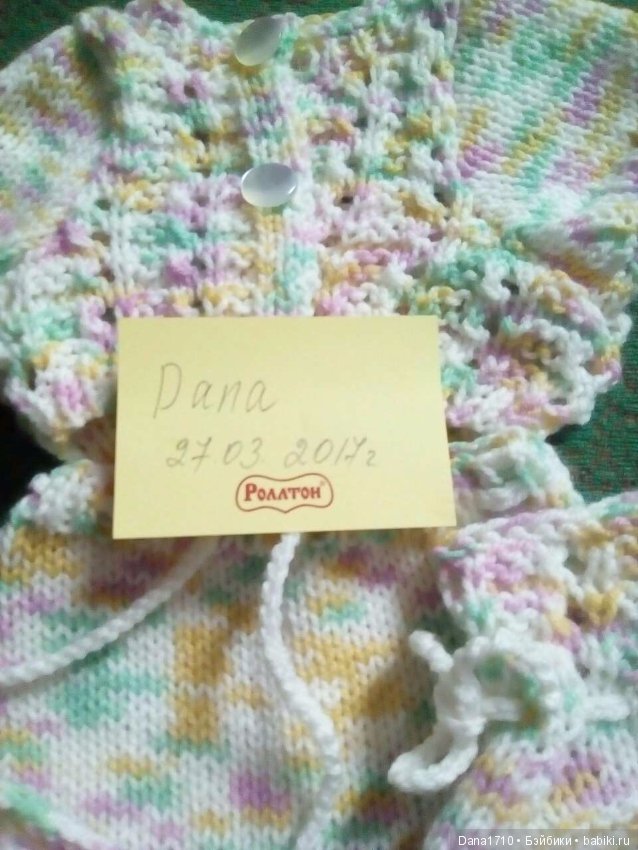 Dana
27.03.2017г
РОЛЛТОН®
Dana1710 • Бэйбики • babiki.ru